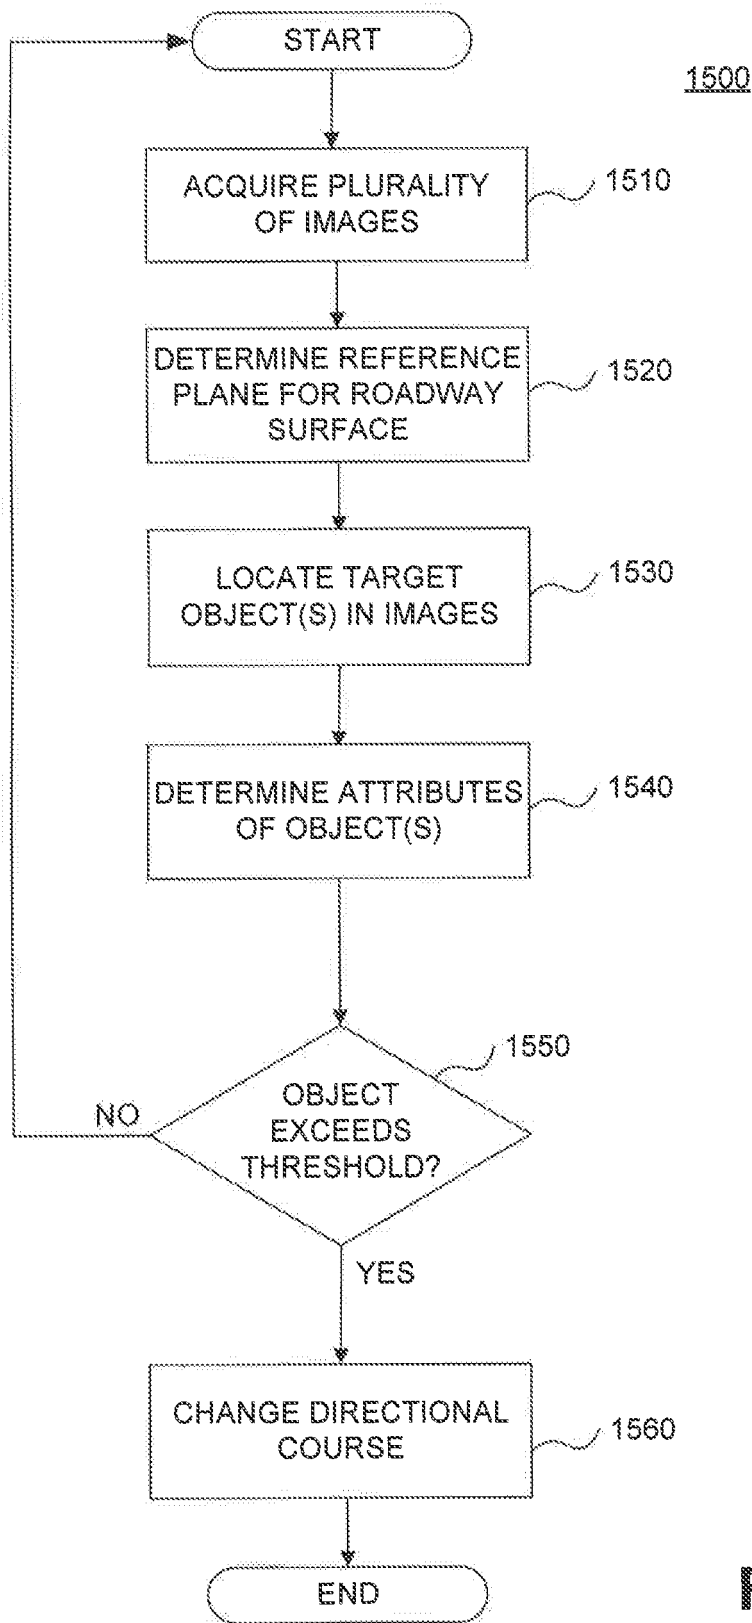 START
1500
ACQUIRE PLURALITY
OF IMAGES
1510
DETERMINE REFERENCE
PLANE FOR ROADWAY
SURFACE
1520
LOCATE TARGET
OBJECT(S) IN IMAGES
1530
DETERMINE ATTRIBUTES
OF OBJECT(S)
1540
1550
OBJECT
EXCEEDS
THRESHOLD?
NO
YES
CHANGE DIRECTIONAL
COURSE
1560
END